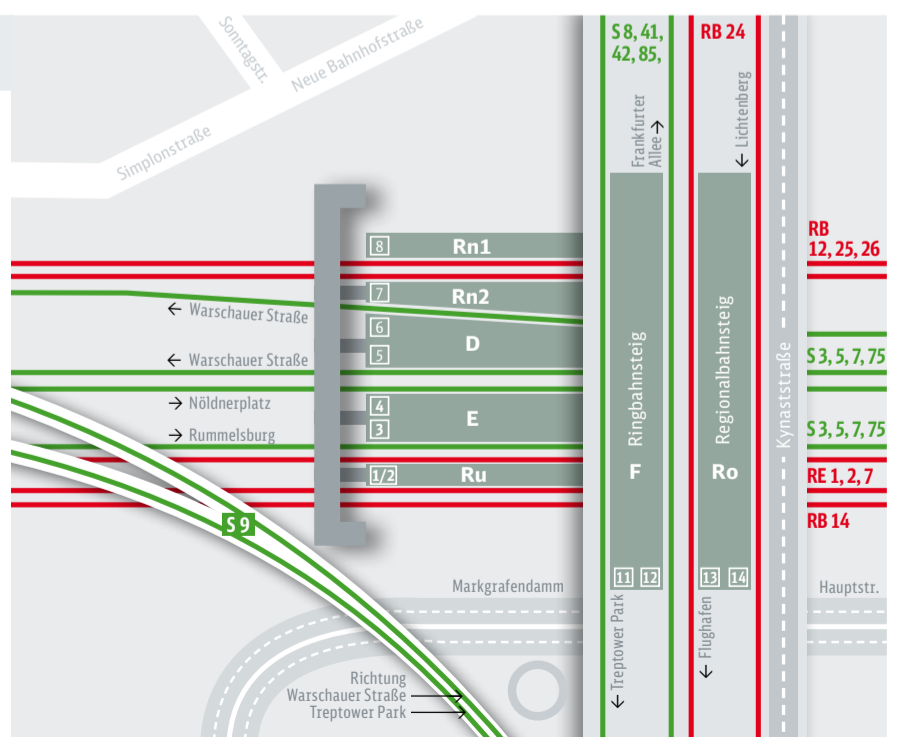 Sonntagstr.
Neue Bahnhofstraße
Simplonstraße
S 8, 41,
42, 85,
RB 24
Frankfurter
Allee →
← Lichtenberg
8
Rn1
RB
12, 25, 26
7
Rn2
← Warschauer Straße
6
D
5
← Warschauer Straße
S 3, 5, 7, 75
→ Nöldnerplatz
4
E
3
→ Rummelsburg
S 3, 5, 7, 75
1/2
Ru
RE 1, 2, 7
RB 14
Ringbahnsteig
F
Regionalbahnsteig
Ro
Kynaststraße
S 9
11
12
13
14
Markgrafendamm
Hauptstr.
← Treptower Park
← Flughafen
Richtung
Warschauer Straße
Treptower Park